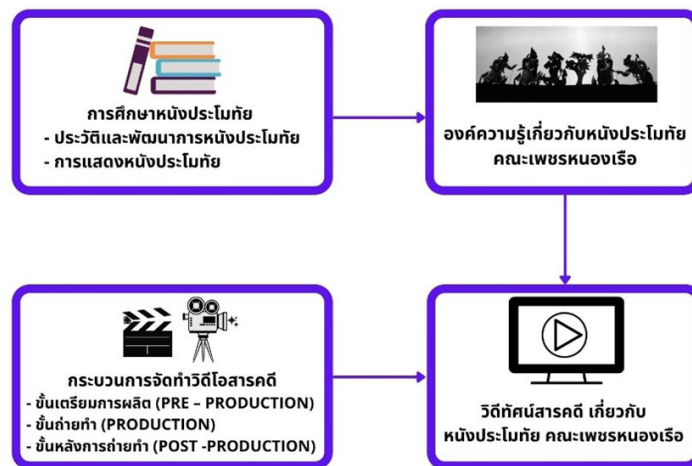 การศึกษาหนังประโมทัย
- ประวัติและพัฒนาการหนังประโมทัย
- การแสดงหนังประโมทัย
องค์ความรู้เกี่ยวกับหนังประโมทัย
คณะเพชรหนองเรือ
กระบวนการจัดทำวิดีโอสารคดี
- ขั้นเตรียมการผลิต (PRE – PRODUCTION)
- ขั้นถ่ายทำ (PRODUCTION)
- ขั้นหลังการถ่ายทำ (POST -PRODUCTION)
วิดีทัศน์สารคดี เกี่ยวกับ
หนังประโมทัย คณะเพชรหนองเรือ